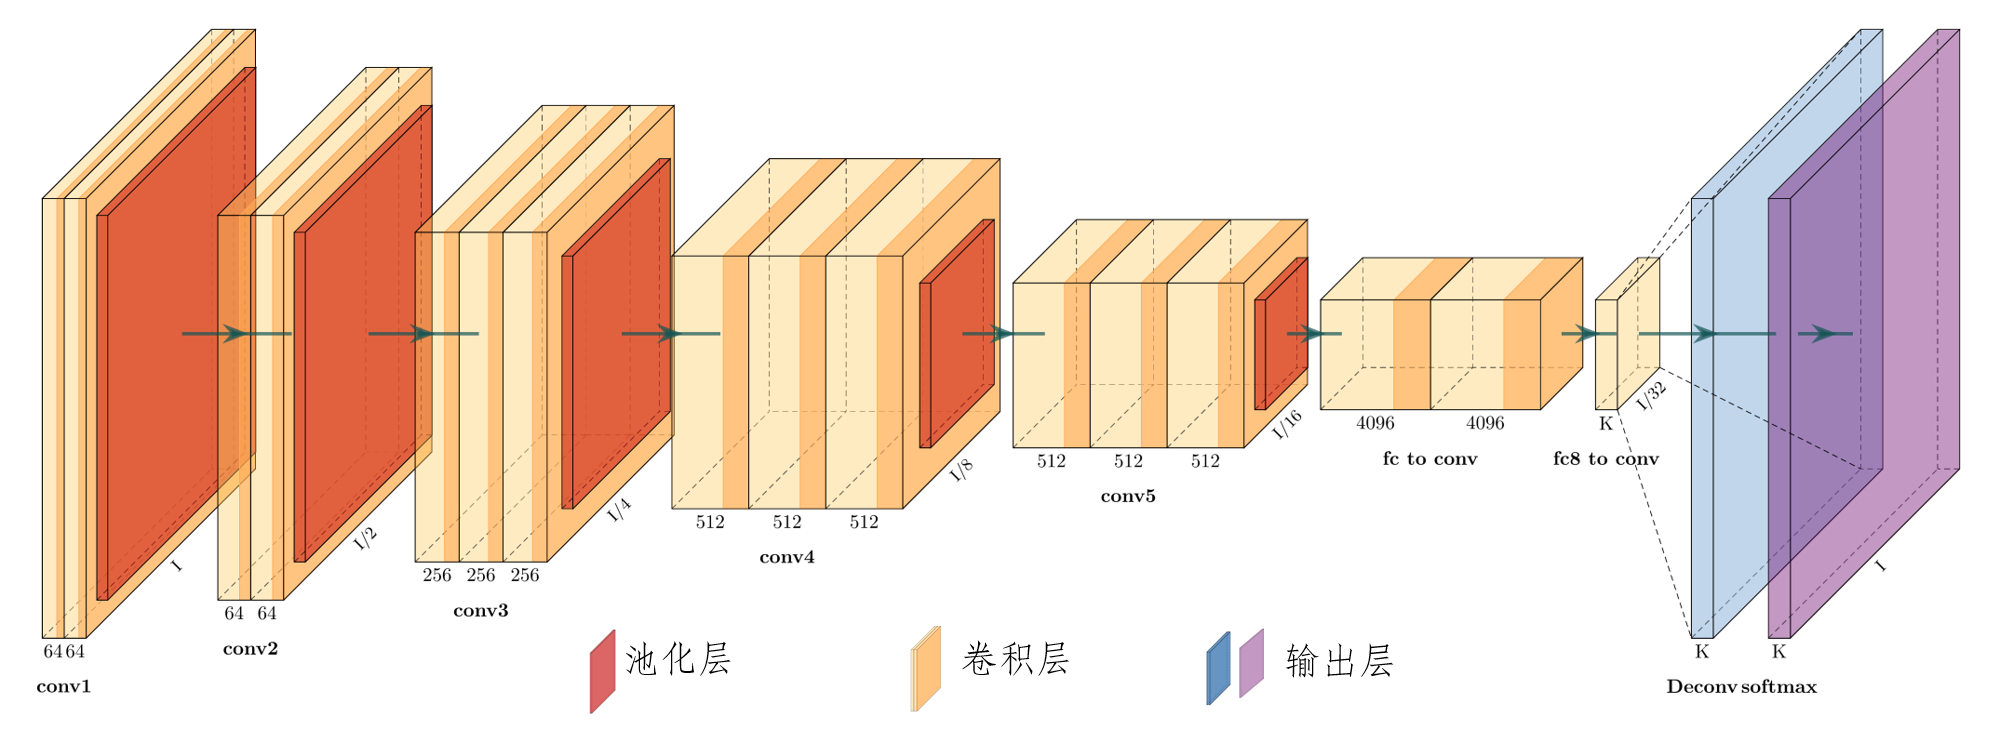 64 64
I
conv1
64 64
I/2
conv2
256 256 256
I/4
conv3
512 512 512
I/8
conv4
512 512 512
I/16
conv5
4096 4096
fc to conv
K
I/32
fc8 to conv
K
Deconv
K
I
softmax
池化层
卷积层
输出层